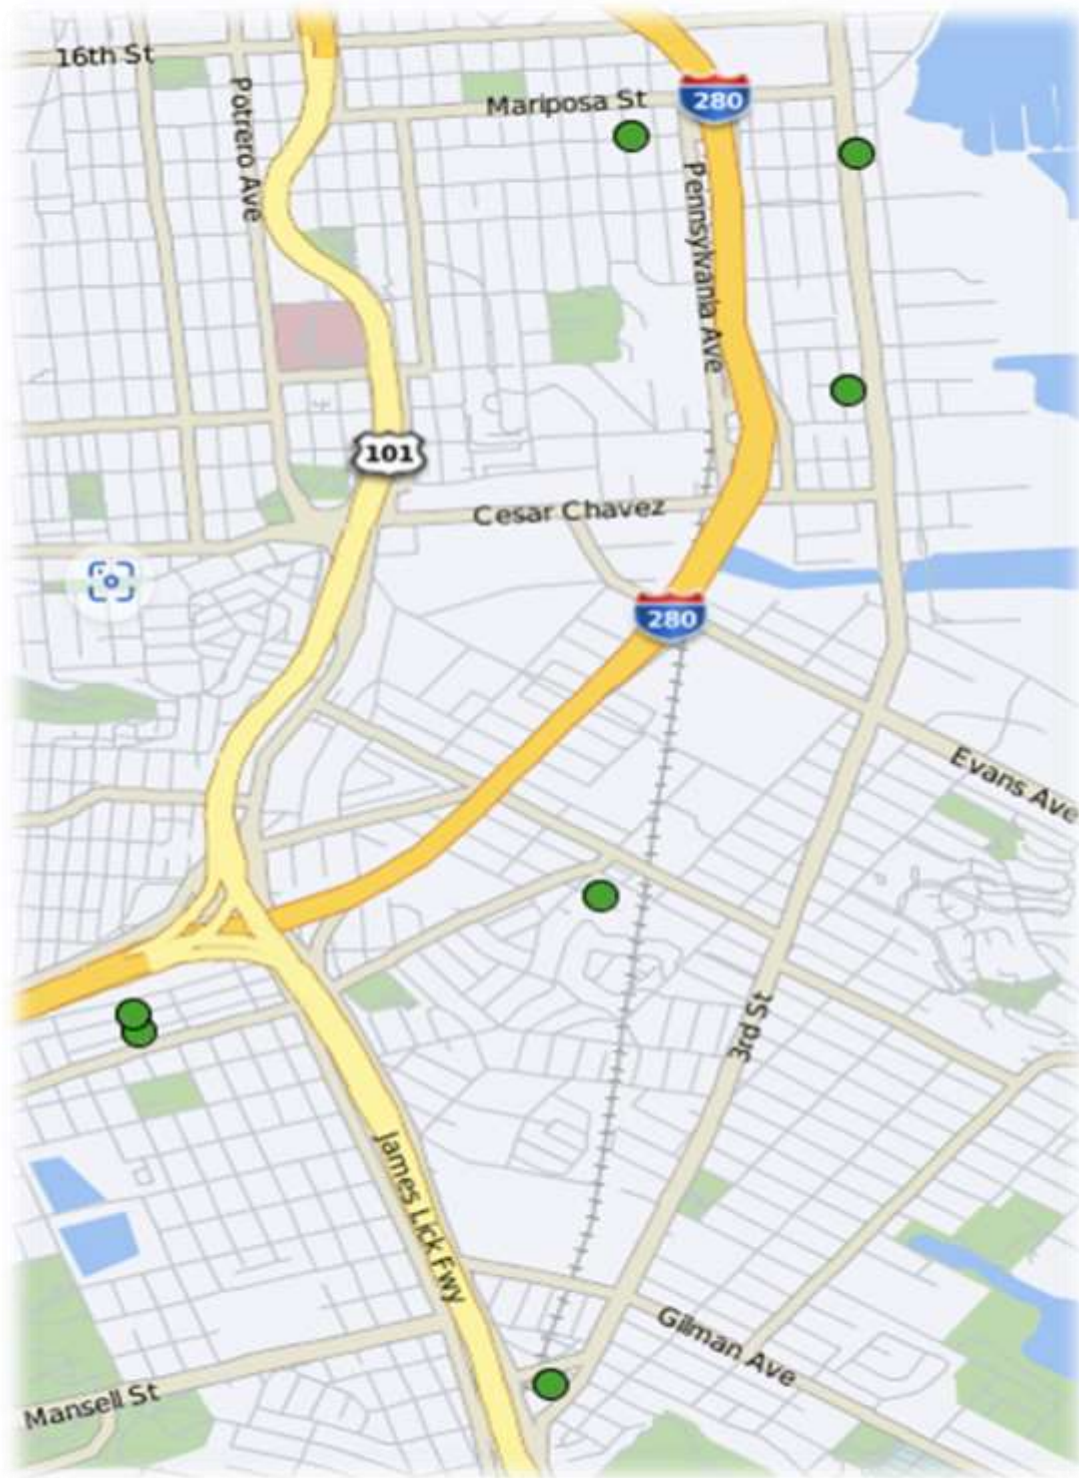 16th St
Potrero Ave
Mariposa St
280
Pennsylvania Ave
101
Cesar Chavez
280
Evans Ave
3rd St
James Lick Fwy
Gilman Ave
Mansell St